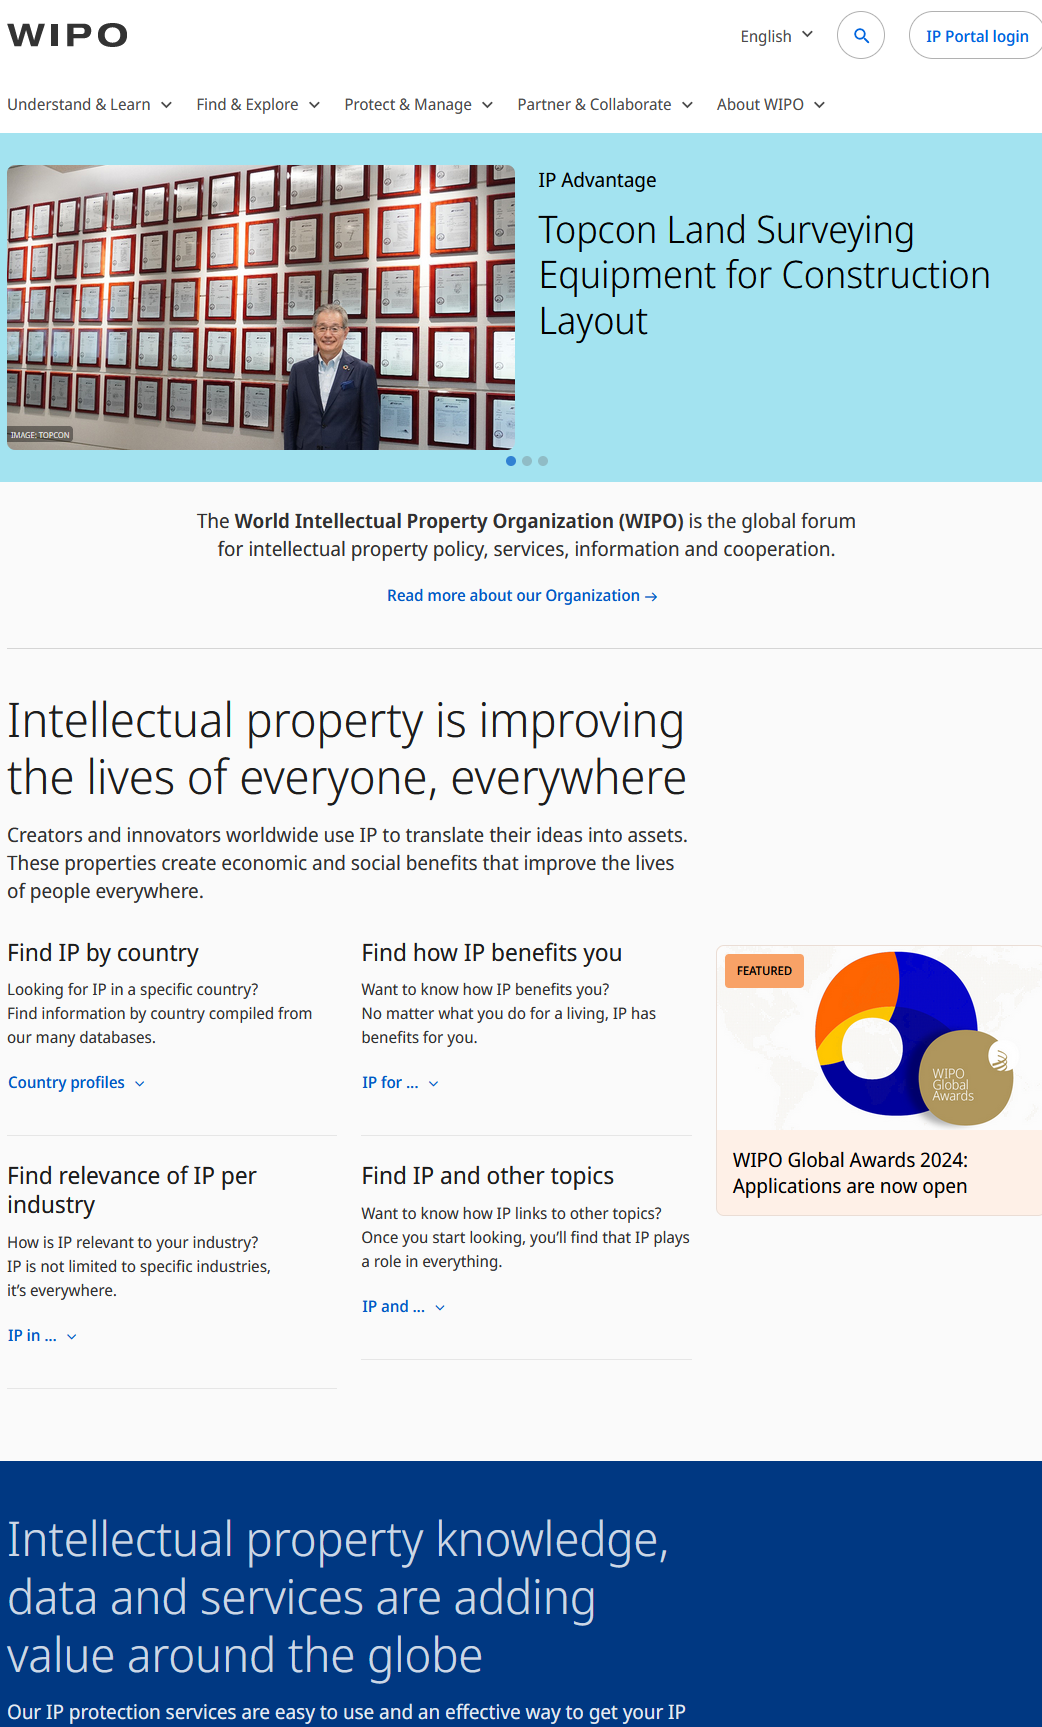 WIPO
English
IP Portal login
Understand & Learn
Find & Explore
Protect & Manage
Partner & Collaborate
About WIPO
IMAGE: TOPCON
IP Advantage
Topcon Land Surveying
Equipment for Construction
Layout
The World Intellectual Property Organization (WIPO) is the global forum
for intellectual property policy, services, information and cooperation.
Read more about our Organization →
Intellectual property is improving
the lives of everyone, everywhere
Creators and innovators worldwide use IP to translate their ideas into assets.
These properties create economic and social benefits that improve the lives
of people everywhere.
Find IP by country
Looking for IP in a specific country?
Find information by country compiled from
our many databases.
Country profiles
Find how IP benefits you
Want to know how IP benefits you?
No matter what you do for a living, IP has
benefits for you.
IP for ...
Find relevance of IP per
industry
How is IP relevant to your industry?
IP is not limited to specific industries,
it’s everywhere.
IP in ...
Find IP and other topics
Want to know how IP links to other topics?
Once you start looking, you’ll find that IP plays
a role in everything.
IP and ...
FEATURED
WIPO
Global
Awards
WIPO Global Awards 2024:
Applications are now open
Intellectual property knowledge,
data and services are adding
value around the globe
Our IP protection services are easy to use and an effective way to get your IP